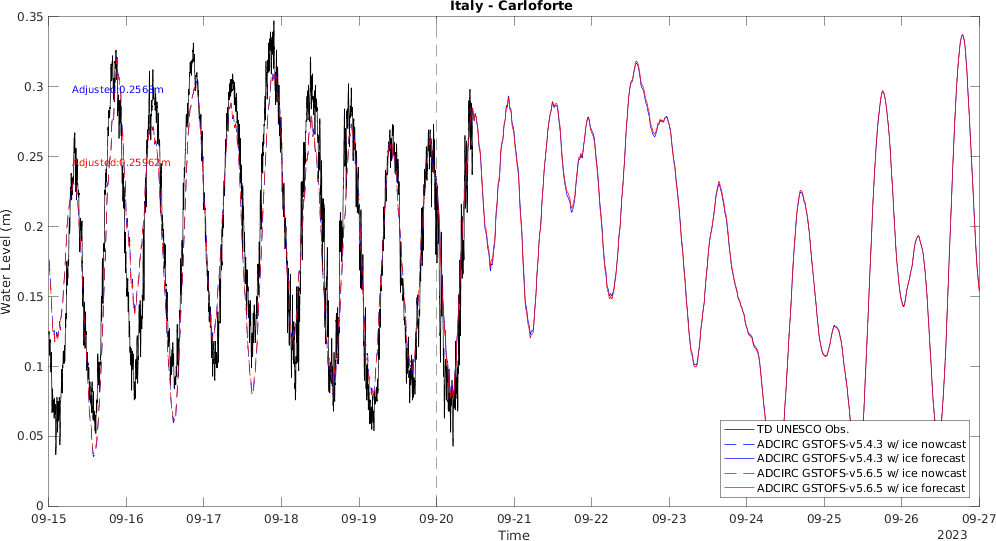 Italy - Carloforte
0.35
0.3
0.25
0.2
0.15
0.1
0.05
0
Water Level (m)
Adjusted:0.2568m
Adjusted:0.25962m
TD UNESCO Obs.
ADCIRC GSTOFS-v5.4.3 w/ ice nowcast
ADCIRC GSTOFS-v5.4.3 w/ ice forecast
ADCIRC GSTOFS-v5.6.5 w/ ice nowcast
ADCIRC GSTOFS-v5.6.5 w/ ice forecast
09-15 09-16 09-17 09-18 09-19 09-20 09-21 09-22 09-23 09-24 09-25 09-26 09-27
Time
2023